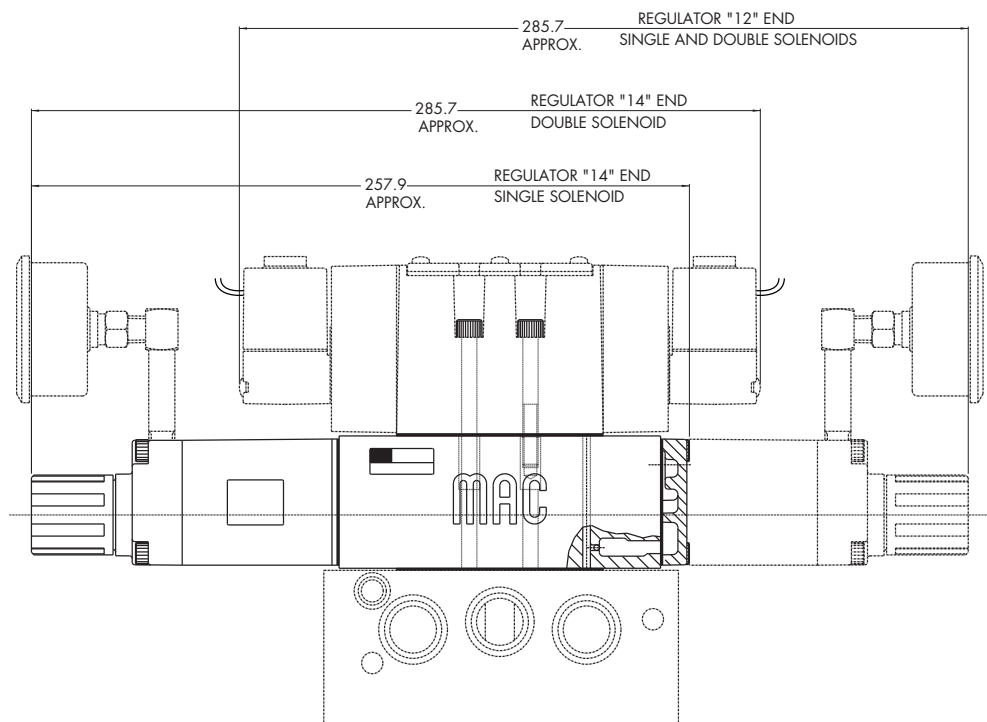 285.7
APPROX.
REGULATOR "12" END
SINGLE AND DOUBLE SOLENOIDS
285.7
APPROX.
REGULATOR "14" END
DOUBLE SOLENOID
257.9
APPROX.
REGULATOR "14" END
SINGLE SOLENOID
MAC